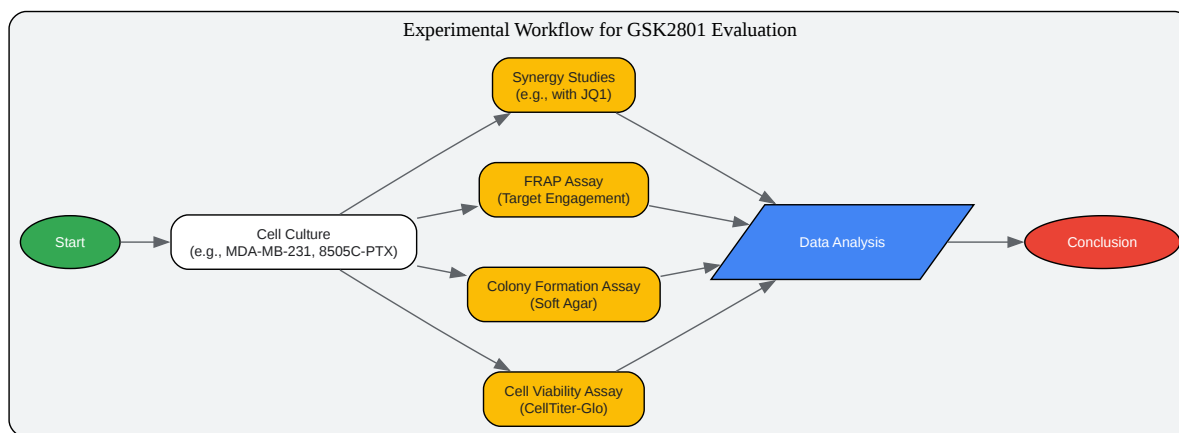 Experimental Workflow for GSK2801 Evaluation
Synergy Studies
(e.g., with JQ1)
FRAP Assay
(Target Engagement)
Start
Cell Culture
(e.g., MDA-MB-231, 8505C-PTX)
Data Analysis
Conclusion
Colony Formation Assay
(Soft Agar)
Cell Viability Assay
(CellTiter-Glo)